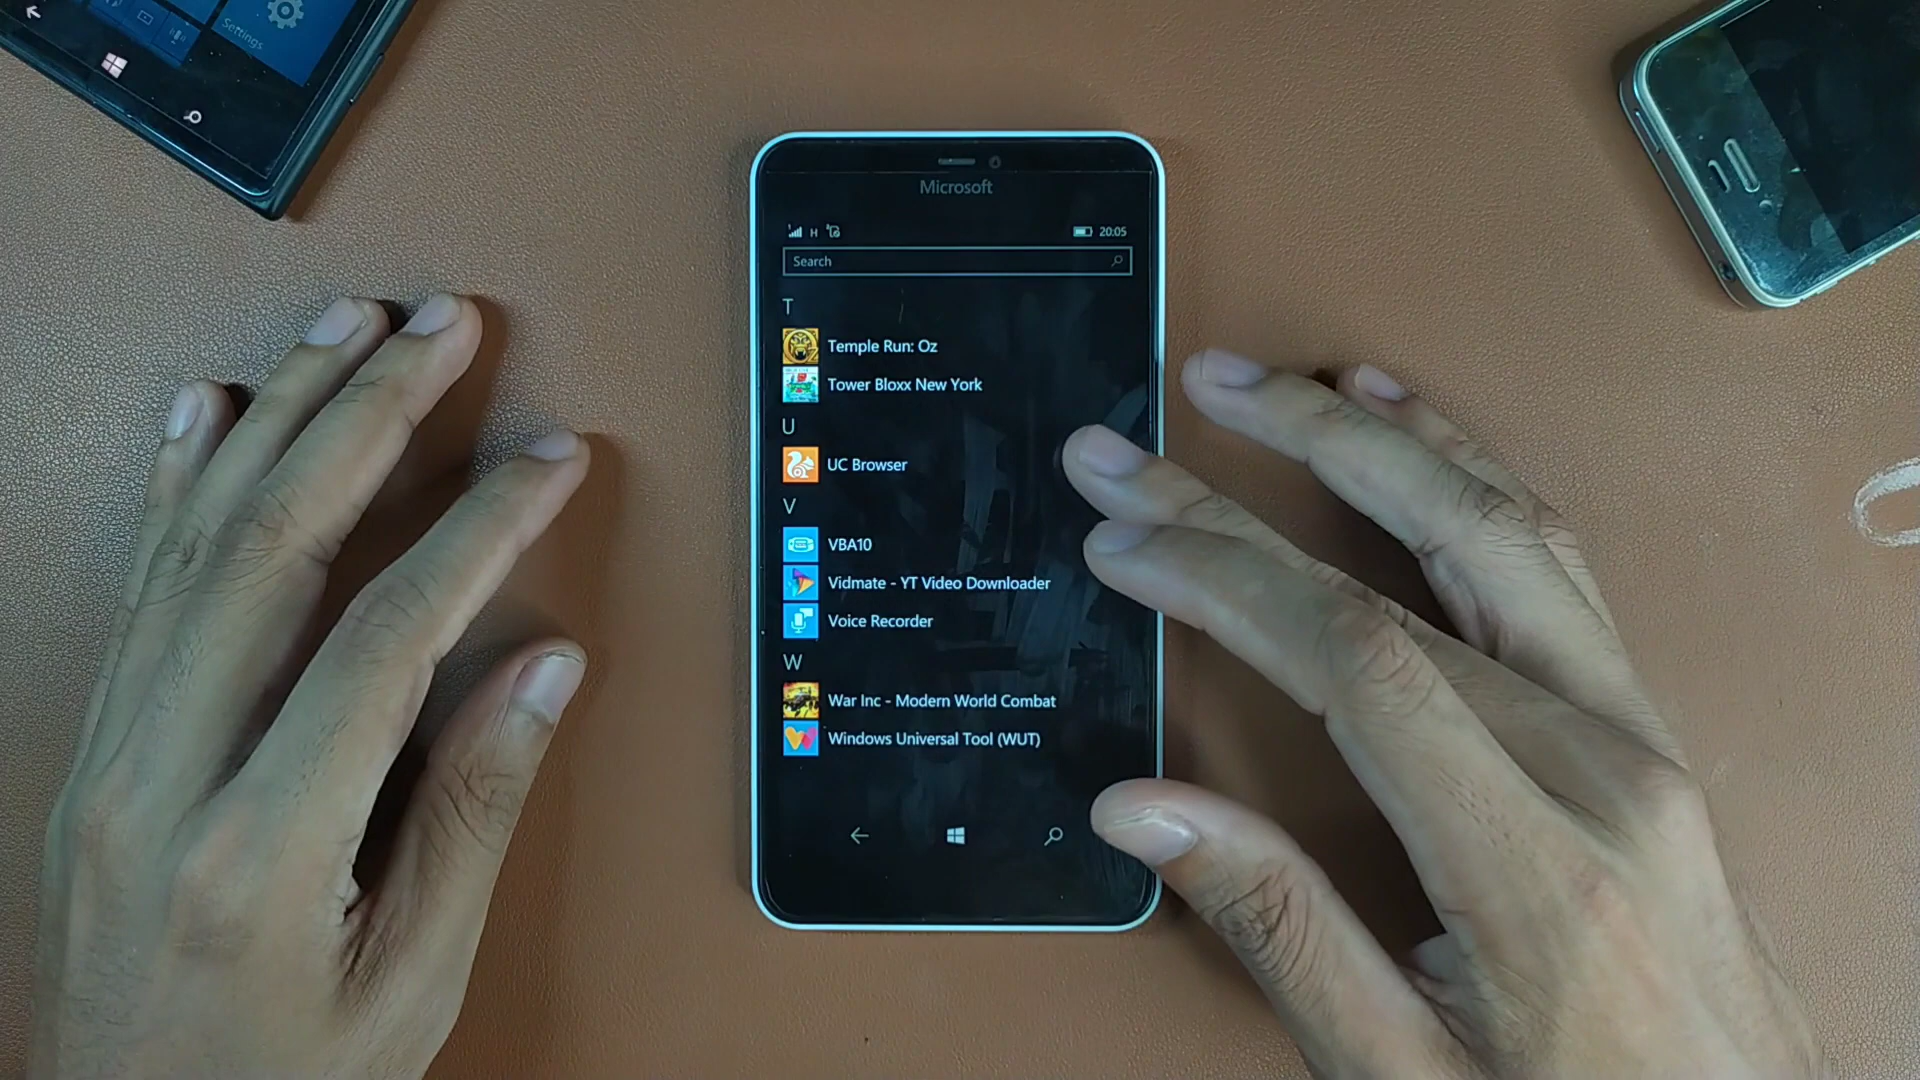 Settings
Microsoft
H
20:05
Search
T
Temple Run: Oz
Tower Bloxx New York
U
UC Browser
V
VBA10
Vidmate - YT Video Downloader
Voice Recorder
W
War Inc - Modern World Combat
Windows Universal Tool (WUT)